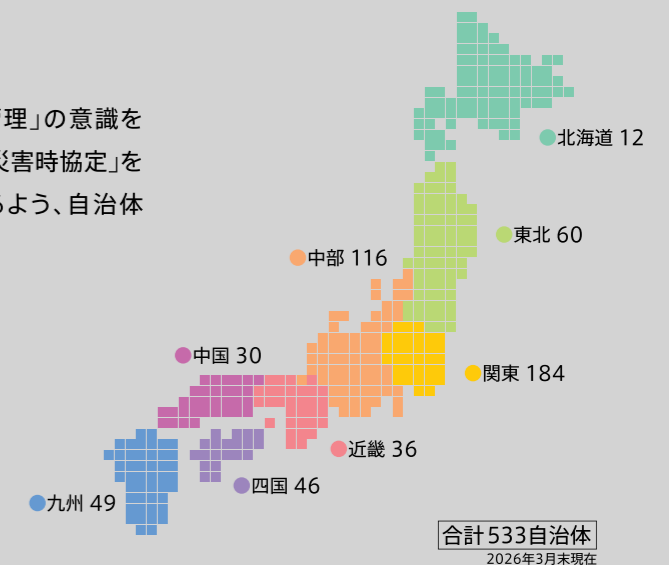 理」の意識を
災害時協定」を
よう、自治体
北海道 12
東北 60
中部 116
中国 30
関東 184
近畿 36
四国 46
九州 49
合計533自治体
2026年3月末現在